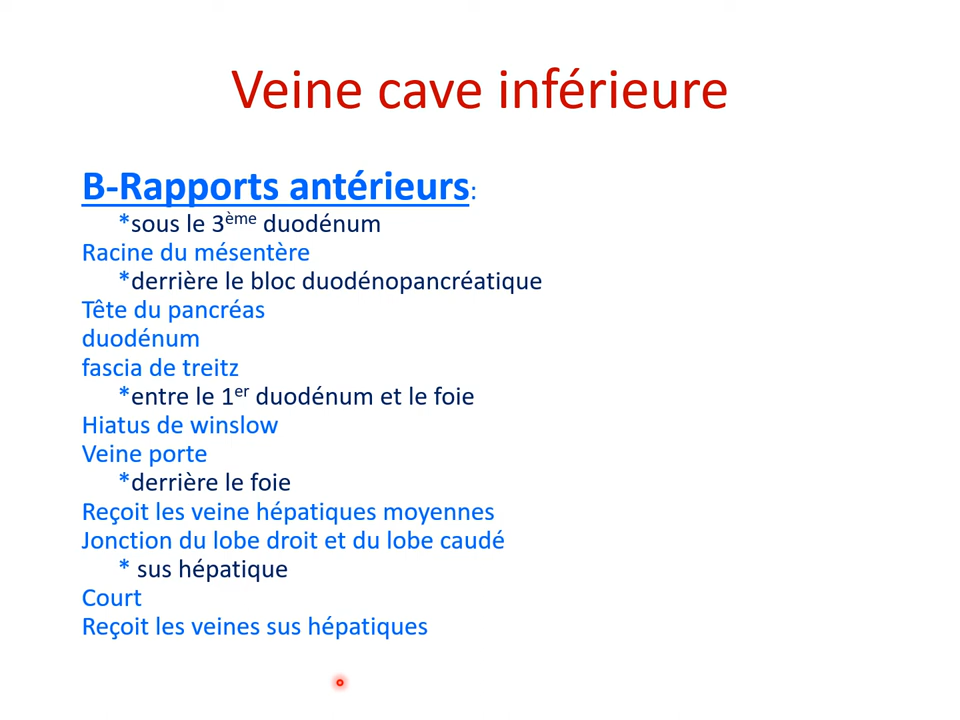 Veine cave inférieure
B-Rapports antérieurs:
*sous le 3ème duodénum
Racine du mésentère
*derrière le bloc duodénopancréatique
Tête du pancréas
duodénum
fascia de treitz
*entre le 1er duodénum et le foie
Hiatus de winslow
Veine porte
*derrière le foie
Reçoit les veine hépatiques moyennes
Jonction du lobe droit et du lobe caudé
* sus hépatique
Court
Reçoit les veines sus hépatiques